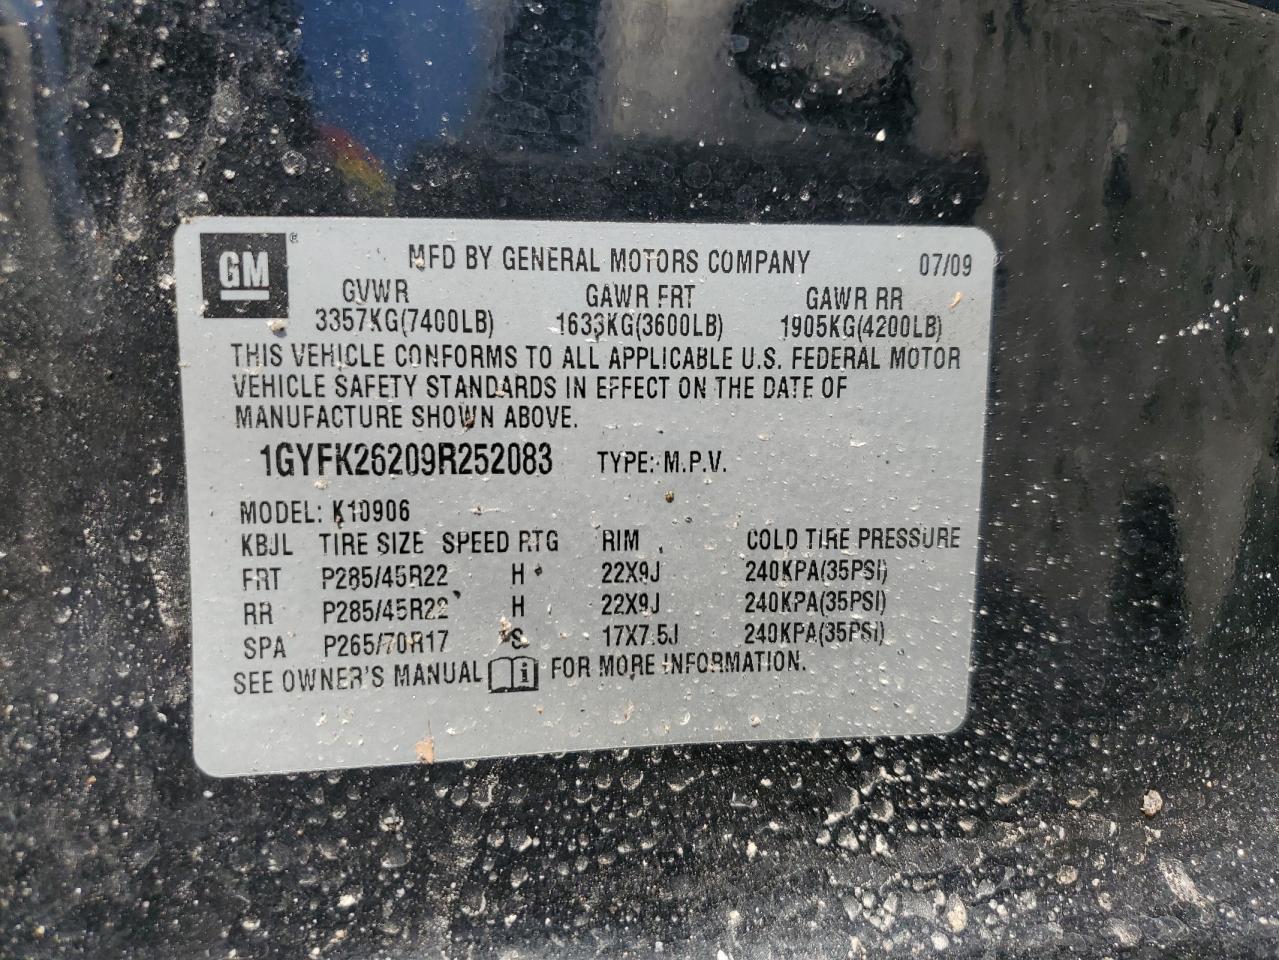 GM ® MFD BY GENERAL MOTORS COMPANY 07/09
GVWR GAWR FRT GAWR RR
3357KG(7400LB) 1633KG(3600LB) 1905KG(4200LB)
THIS VEHICLE CONFORMS TO ALL APPLICABLE U.S. FEDERAL MOTOR
VEHICLE SAFETY STANDARDS IN EFFECT ON THE DATE OF
MANUFACTURE SHOWN ABOVE.
1GYFK26209R252083 TYPE: M.P.V.
MODEL: K10906
KBJL TIRE SIZE SPEED RTG RIM COLD TIRE PRESSURE
FRT P285/45R22 H 22X9J 240KPA(35PSI)
RR P285/45R22 H 22X9J 240KPA(35PSI)
SPA P265/70R17 S 17X7.5J 240KPA(35PSI)
SEE OWNER'S MANUAL i FOR MORE INFORMATION.